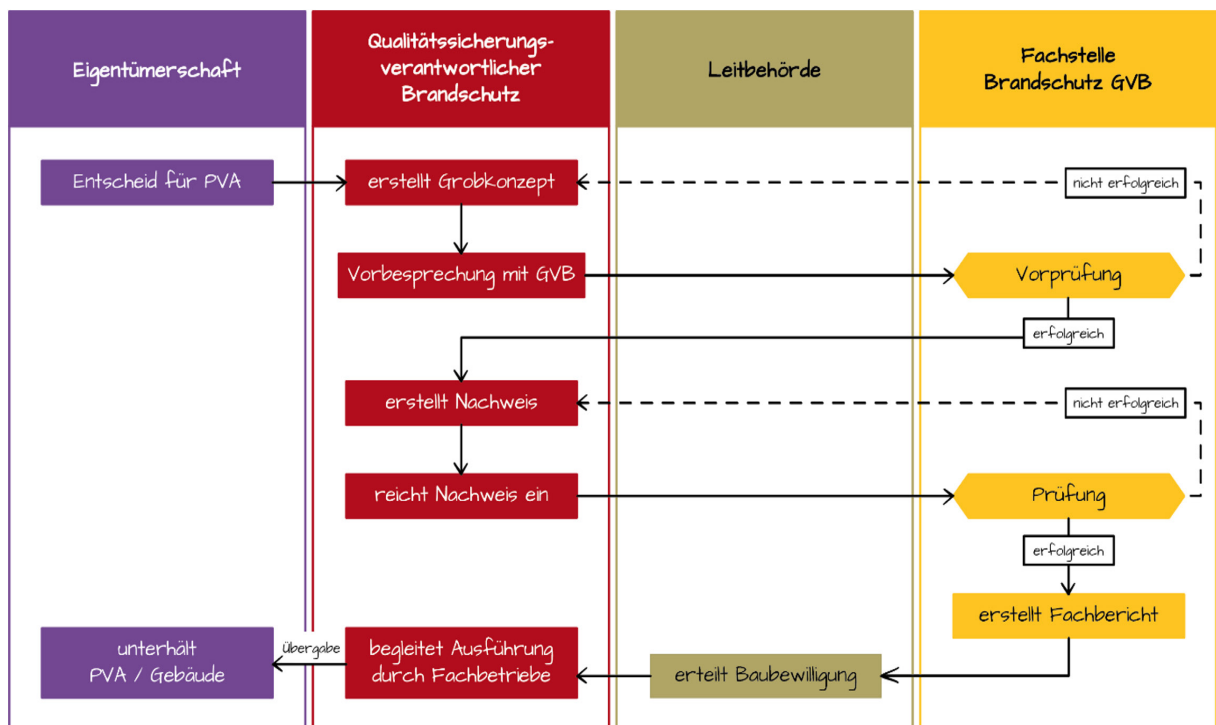 Eigentümerschaft
Qualitätssicherungs-
verantwortlicher
Brandschutz
Leitbehörde
Fachstelle
Brandschutz GVB
Entscheid für PVA
erstellt Grobkonzept
nicht erfolgreich
Vorbesprechung mit GVB
Vorprüfung
erfolgreich
erstellt Nachweis
nicht erfolgreich
reicht Nachweis ein
Prüfung
erfolgreich
erstellt Fachbericht
unterhält
PVA / Gebäude
übergabe
begleitet Ausführung
durch Fachbetriebe
erteilt Baubewilligung